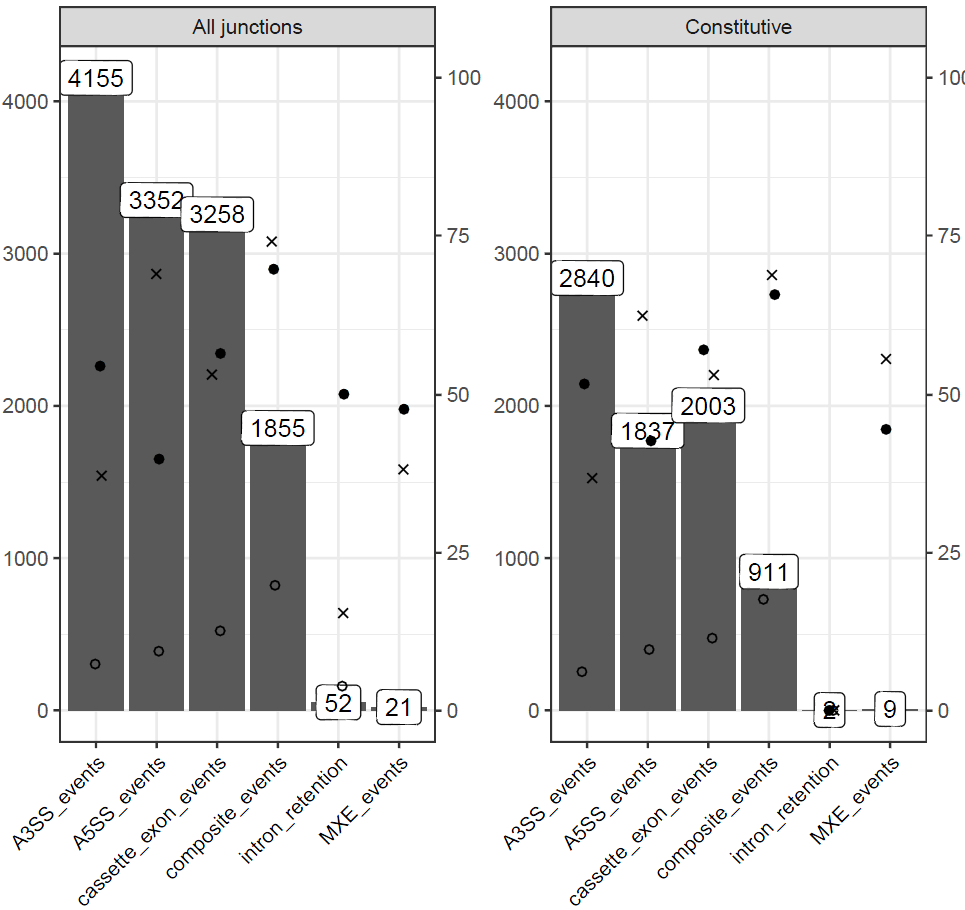 All junctions
Constitutive
4000
3000
2000
1000
0
4155
3352
3258
1855
52
21
100
75
50
25
0
A3SS_events
A5SS_events
cassette_exon_events
composite_events
intron_retention
MXE_events
4000
3000
2000
1000
0
2840
1837
2003
911
2
9
100
75
50
25
0
A3SS_events
A5SS_events
cassette_exon_events
composite_events
intron_retention
MXE_events